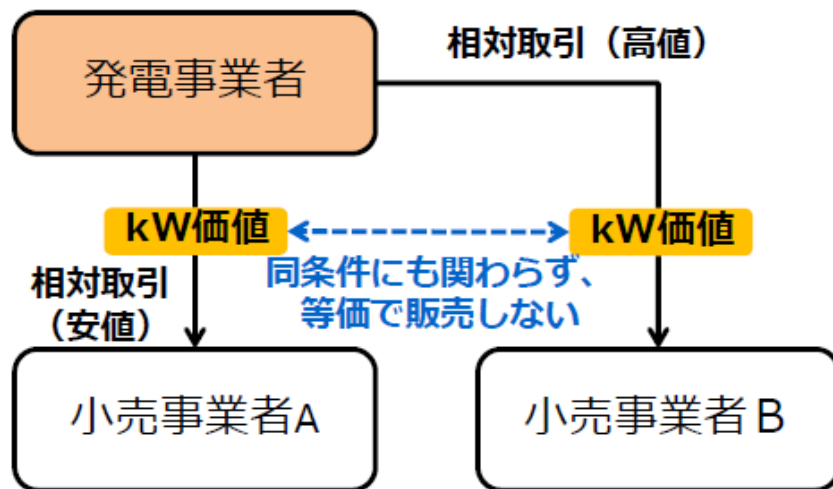 発電事業者
相対取引（高値）
kW価値
kW価値
同条件にも関わらず、
等価で販売しない
相対取引
（安値）
小売事業者A
小売事業者Ｂ